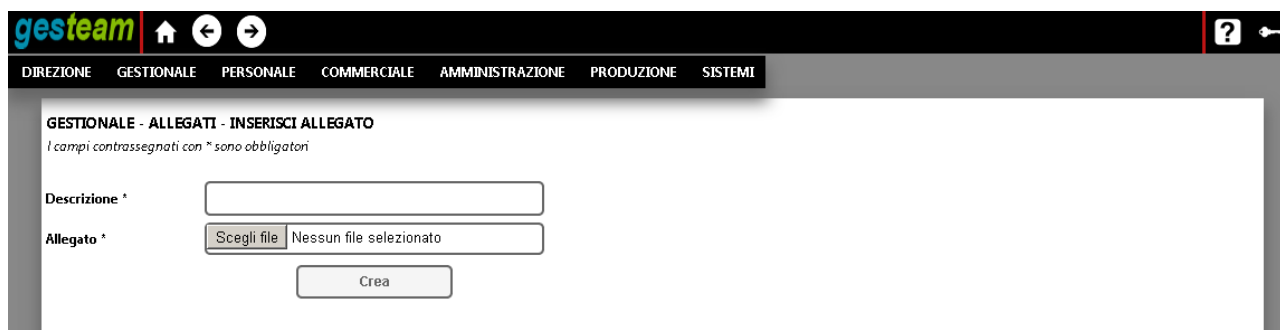 gesteam ?
DIREZIONE GESTIONALE PERSONALE COMMERCIALE AMMINISTRAZIONE PRODUZIONE SISTEMI
GESTIONALE - ALLEGATI - INSERISCI ALLEGATO
I campi contrassegnati con * sono obbligatori
Descrizione *
Allegato * Scegli file Nessun file selezionato
Crea